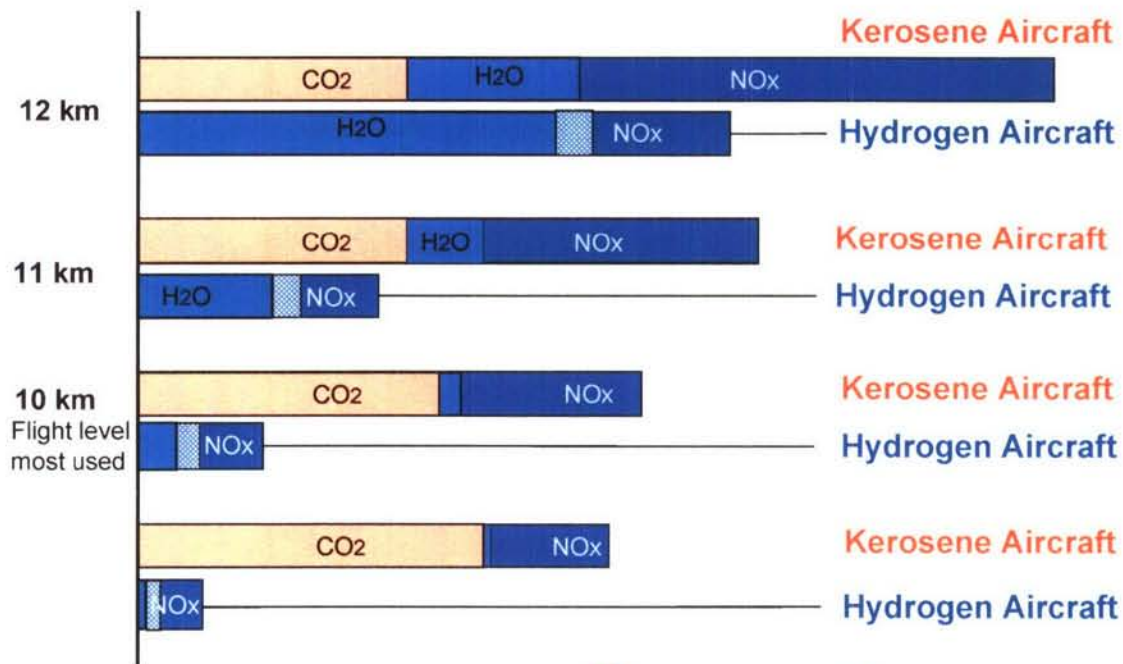 Kerosene Aircraft
CO2 H2O NOx
12 km
H2O NOx Hydrogen Aircraft
CO2 H2O NOx Kerosene Aircraft
11 km
H2O NOx Hydrogen Aircraft
10 km CO2 NOx Kerosene Aircraft
Flight level
most used
NOx Hydrogen Aircraft
CO2 NOx Kerosene Aircraft
NOx Hydrogen Aircraft